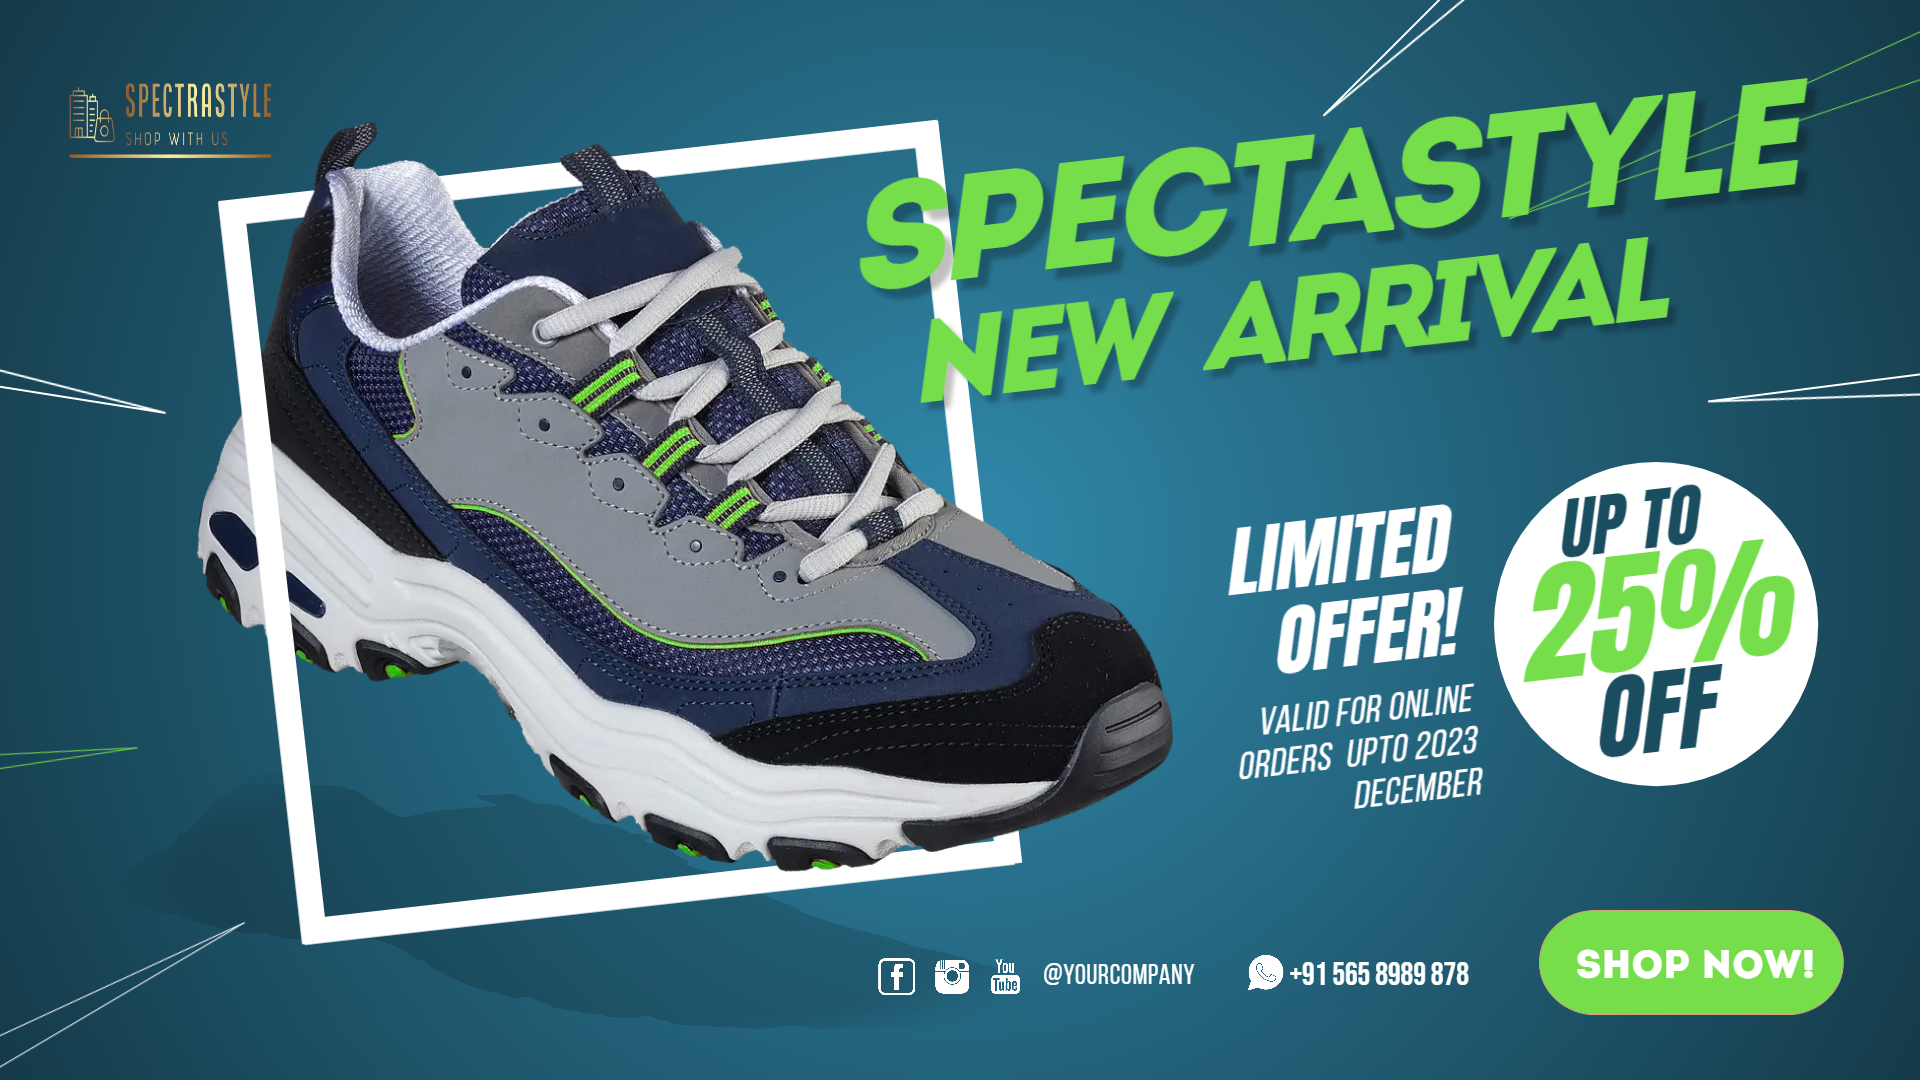 SPECTRASTYLE
SHOP WITH US
SPECTASTYLE
NEW ARRIVAL
LIMITED
OFFER!
VALID FOR ONLINE
ORDERS UPTO 2023
DECEMBER
UP TO
25%
OFF
f
You
Tube
@YOURCOMPANY
+91 565 8989 878
SHOP NOW!